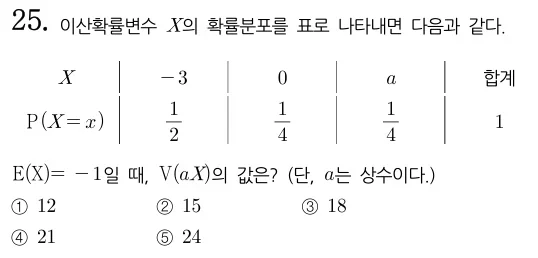 25. 이산확률변수 X의 확률분포를 표로 나타내면 다음과 같다.
X | −3 | 0 | a | 합계
P(X=x) | 1/2 | 1/4 | 1/4 | 1
E(X)= −1일 때, V(aX)의 값은? (단, a는 상수이다.)
① 12 ② 15 ③ 18
④ 21 ⑤ 24